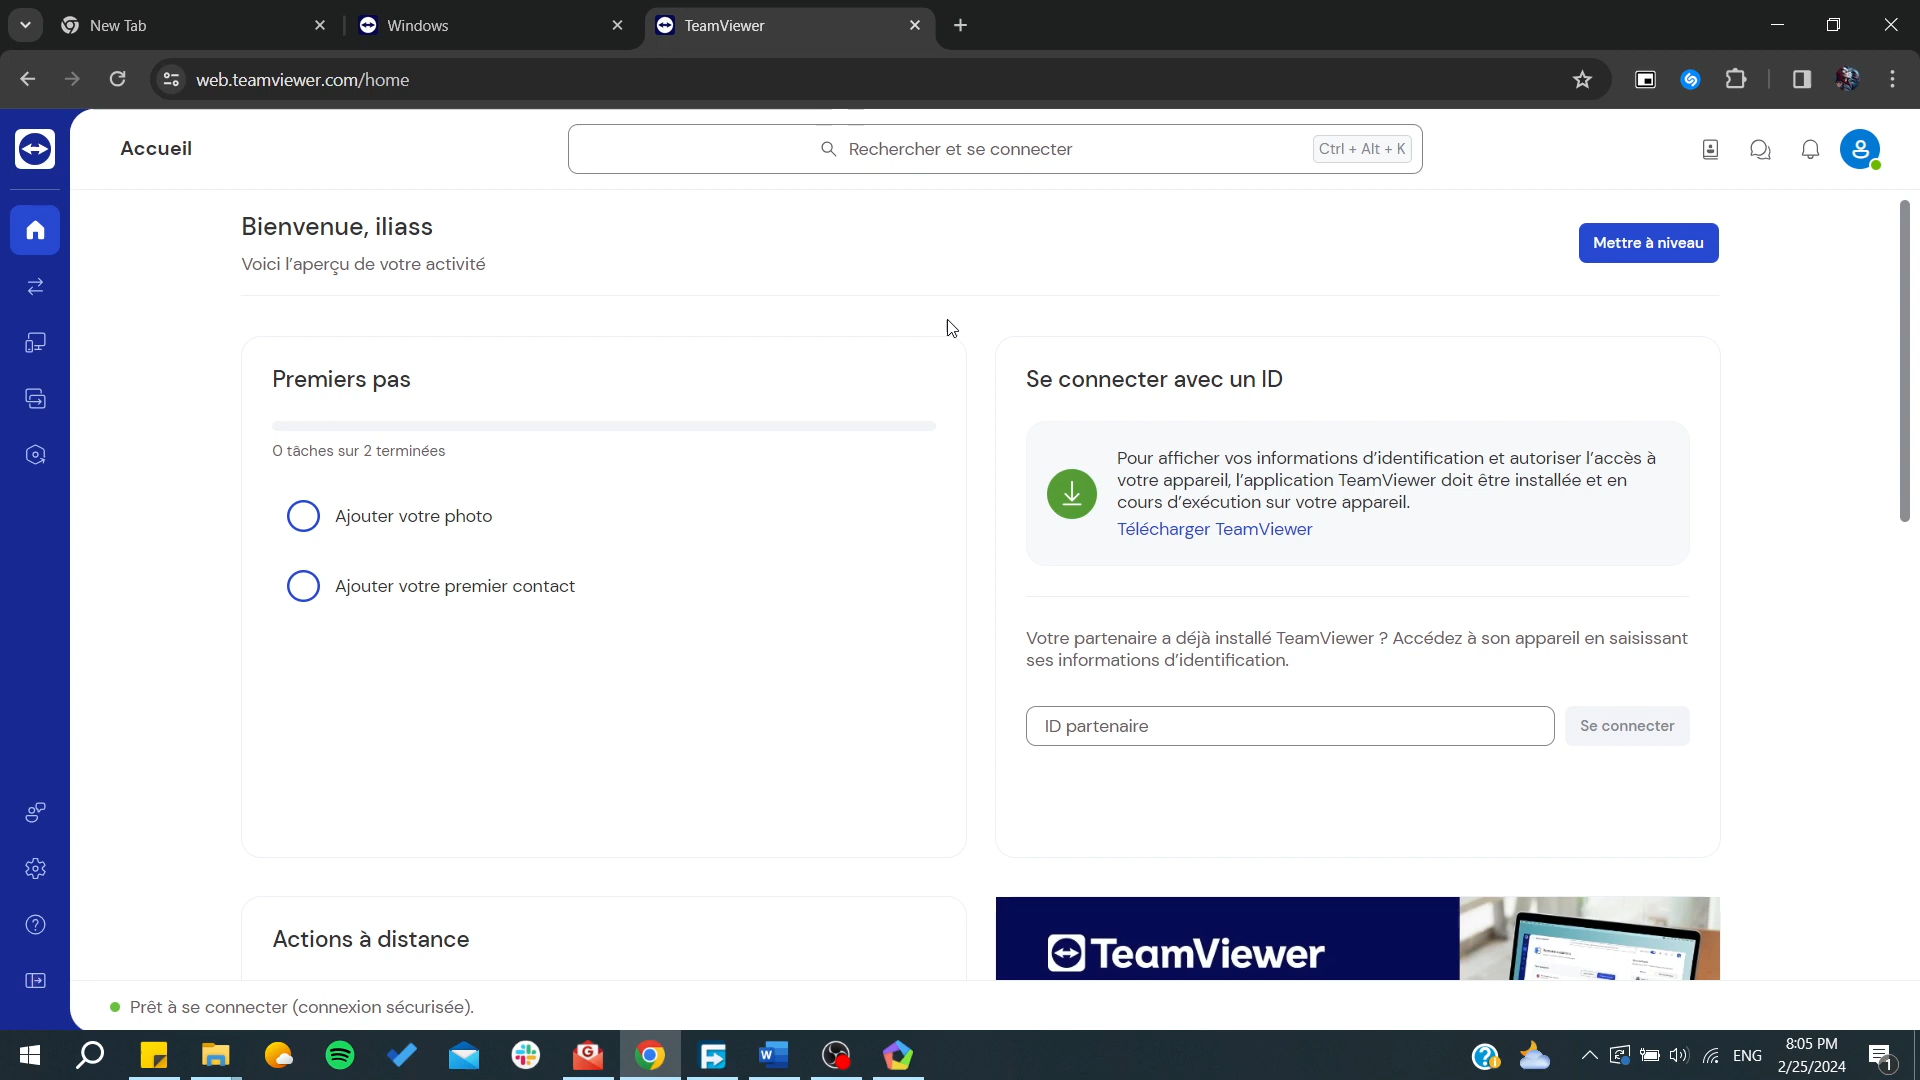 New Tab
Windows
TeamViewer
web.teamviewer.com/home
Accueil
Rechercher et se connecter
Ctrl + Alt + K
Bienvenue, iliass
Voici l'aperçu de votre activité
Mettre à niveau
Premiers pas
0 tâches sur 2 terminées
Ajouter votre photo
Ajouter votre premier contact
Se connecter avec un ID
Pour afficher vos informations d'identification et autoriser l'accès à
votre appareil, l'application TeamViewer doit être installée et en
cours d'exécution sur votre appareil.
Télécharger TeamViewer
Votre partenaire a déjà installé TeamViewer ? Accédez à son appareil en saisissant
ses informations d'identification.
ID partenaire
Se connecter
Actions à distance
TeamViewer
Prêt à se connecter (connexion sécurisée).
ENG
8:05 PM
2/25/2024
1